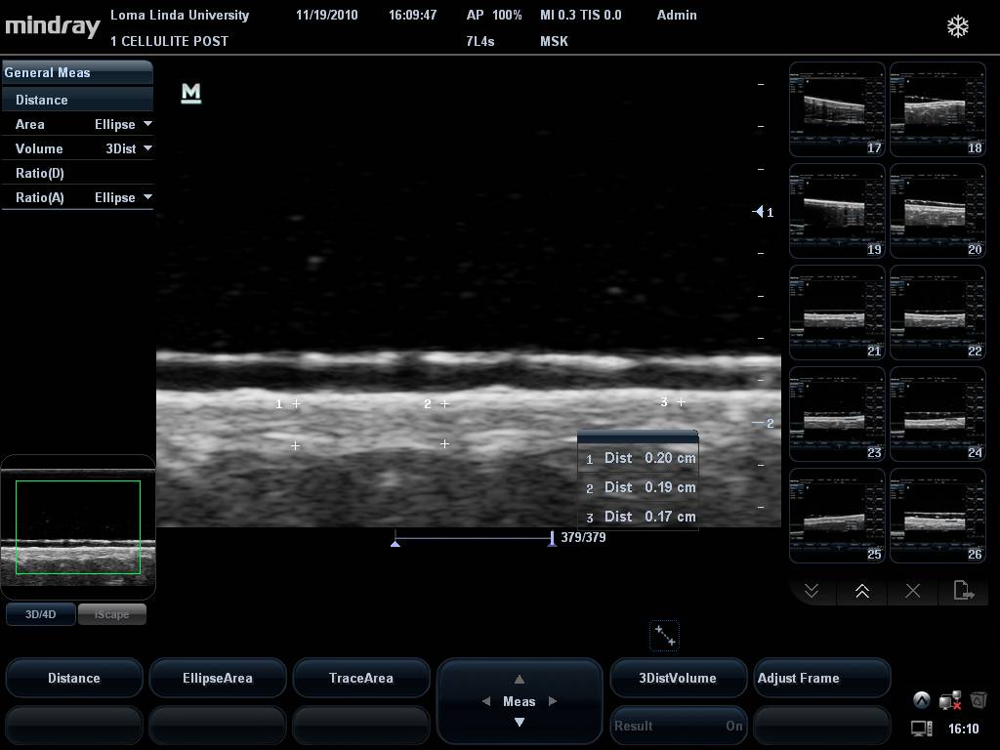 mindray
Loma Linda University 11/19/2010 16:09:47 AP 100% MI 0.3 TIS 0.0 Admin
1 CELLULITE POST 7L4s MSK
General Meas
Distance
Area Ellipse
Volume 3Dist
Ratio(D)
Ratio(A) Ellipse
M
1
2
1 2 3
1 Dist 0.20 cm
2 Dist 0.19 cm
3 Dist 0.17 cm
379/379
17 18
19 20
21 22
23 24
25 26
3D/4D iScape
Distance EllipseArea TraceArea Meas 3DistVolume Adjust Frame
Result On
16:10